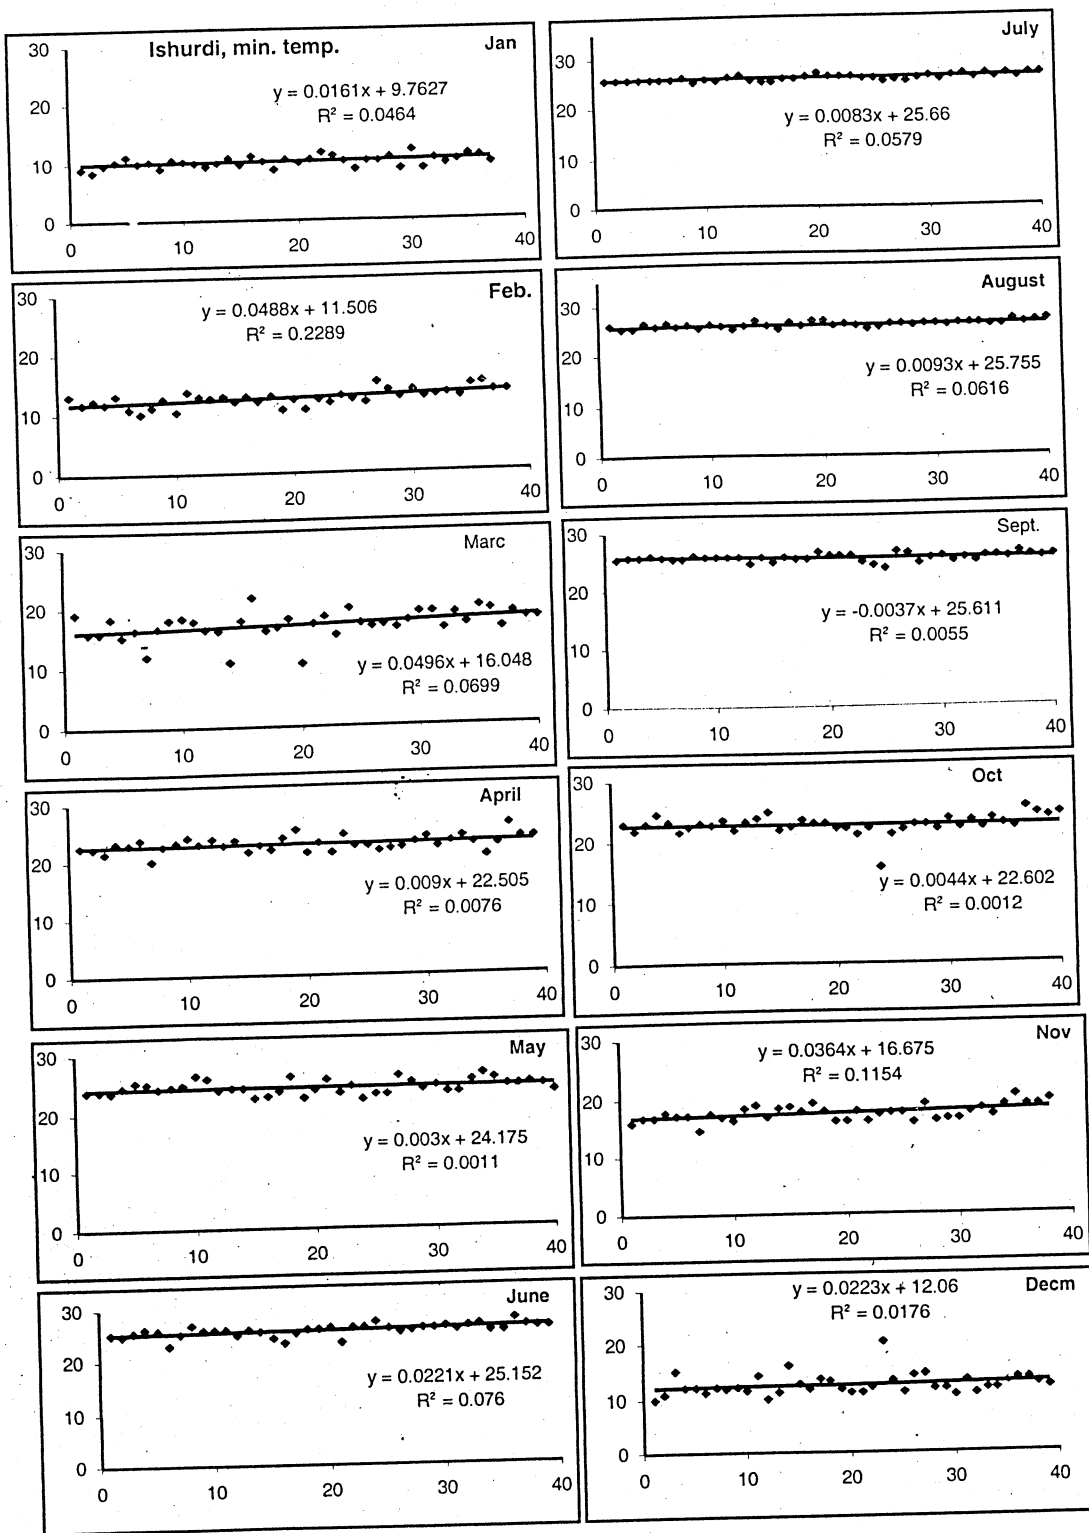 Ishurdi, min. temp.
Jan
y = 0.0161x + 9.7627
R² = 0.0464
30
20
10
0
0 10 20 30 40
July
y = 0.0083x + 25.66
R² = 0.0579
30
20
10
0
0 10 20 30 40
Feb.
y = 0.0488x + 11.506
R² = 0.2289
30
20
10
0
0 10 20 30 40
August
y = 0.0093x + 25.755
R² = 0.0616
30
20
10
0
0 10 20 30 40
Marc
y = 0.0496x + 16.048
R² = 0.0699
30
20
10
0
0 10 20 30 40
Sept.
y = -0.0037x + 25.611
R² = 0.0055
30
20
10
0
0 10 20 30 40
April
y = 0.009x + 22.505
R² = 0.0076
30
20
10
0
0 10 20 30 40
Oct
y = 0.0044x + 22.602
R² = 0.0012
30
20
10
0
0 10 20 30 40
May
y = 0.003x + 24.175
R² = 0.0011
30
20
10
0
0 10 20 30 40
Nov
y = 0.0364x + 16.675
R² = 0.1154
30
20
10
0
0 10 20 30 40
June
y = 0.0221x + 25.152
R² = 0.076
30
20
10
0
0 10 20 30 40
Decm
y = 0.0223x + 12.06
R² = 0.0176
30
20
10
0
0 10 20 30 40